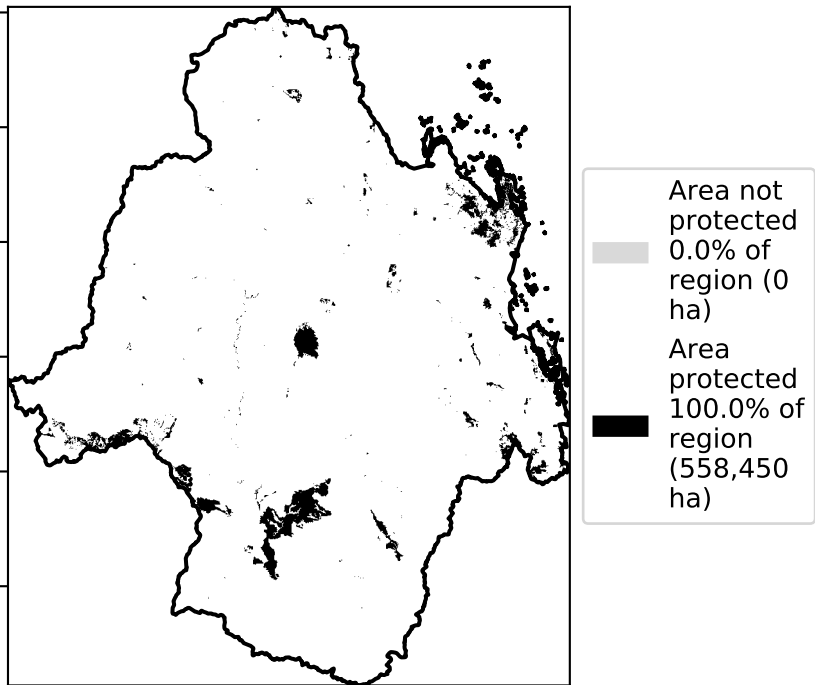 Area not
protected
0.0% of
region (0
ha)
Area
protected
100.0% of
region
(558,450
ha)